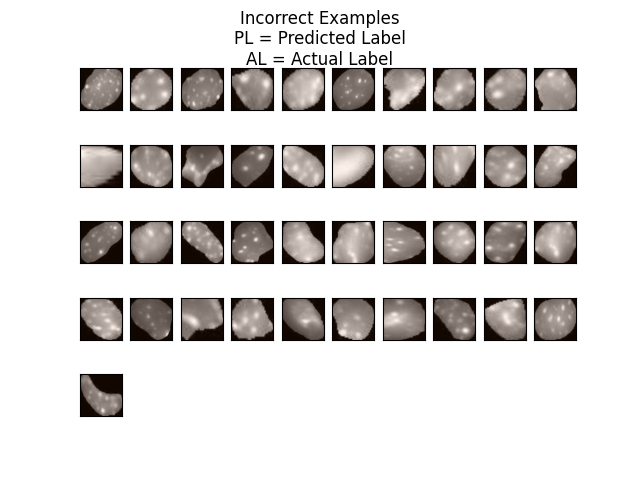 Incorrect Examples
PL = Predicted Label
AL = Actual Label